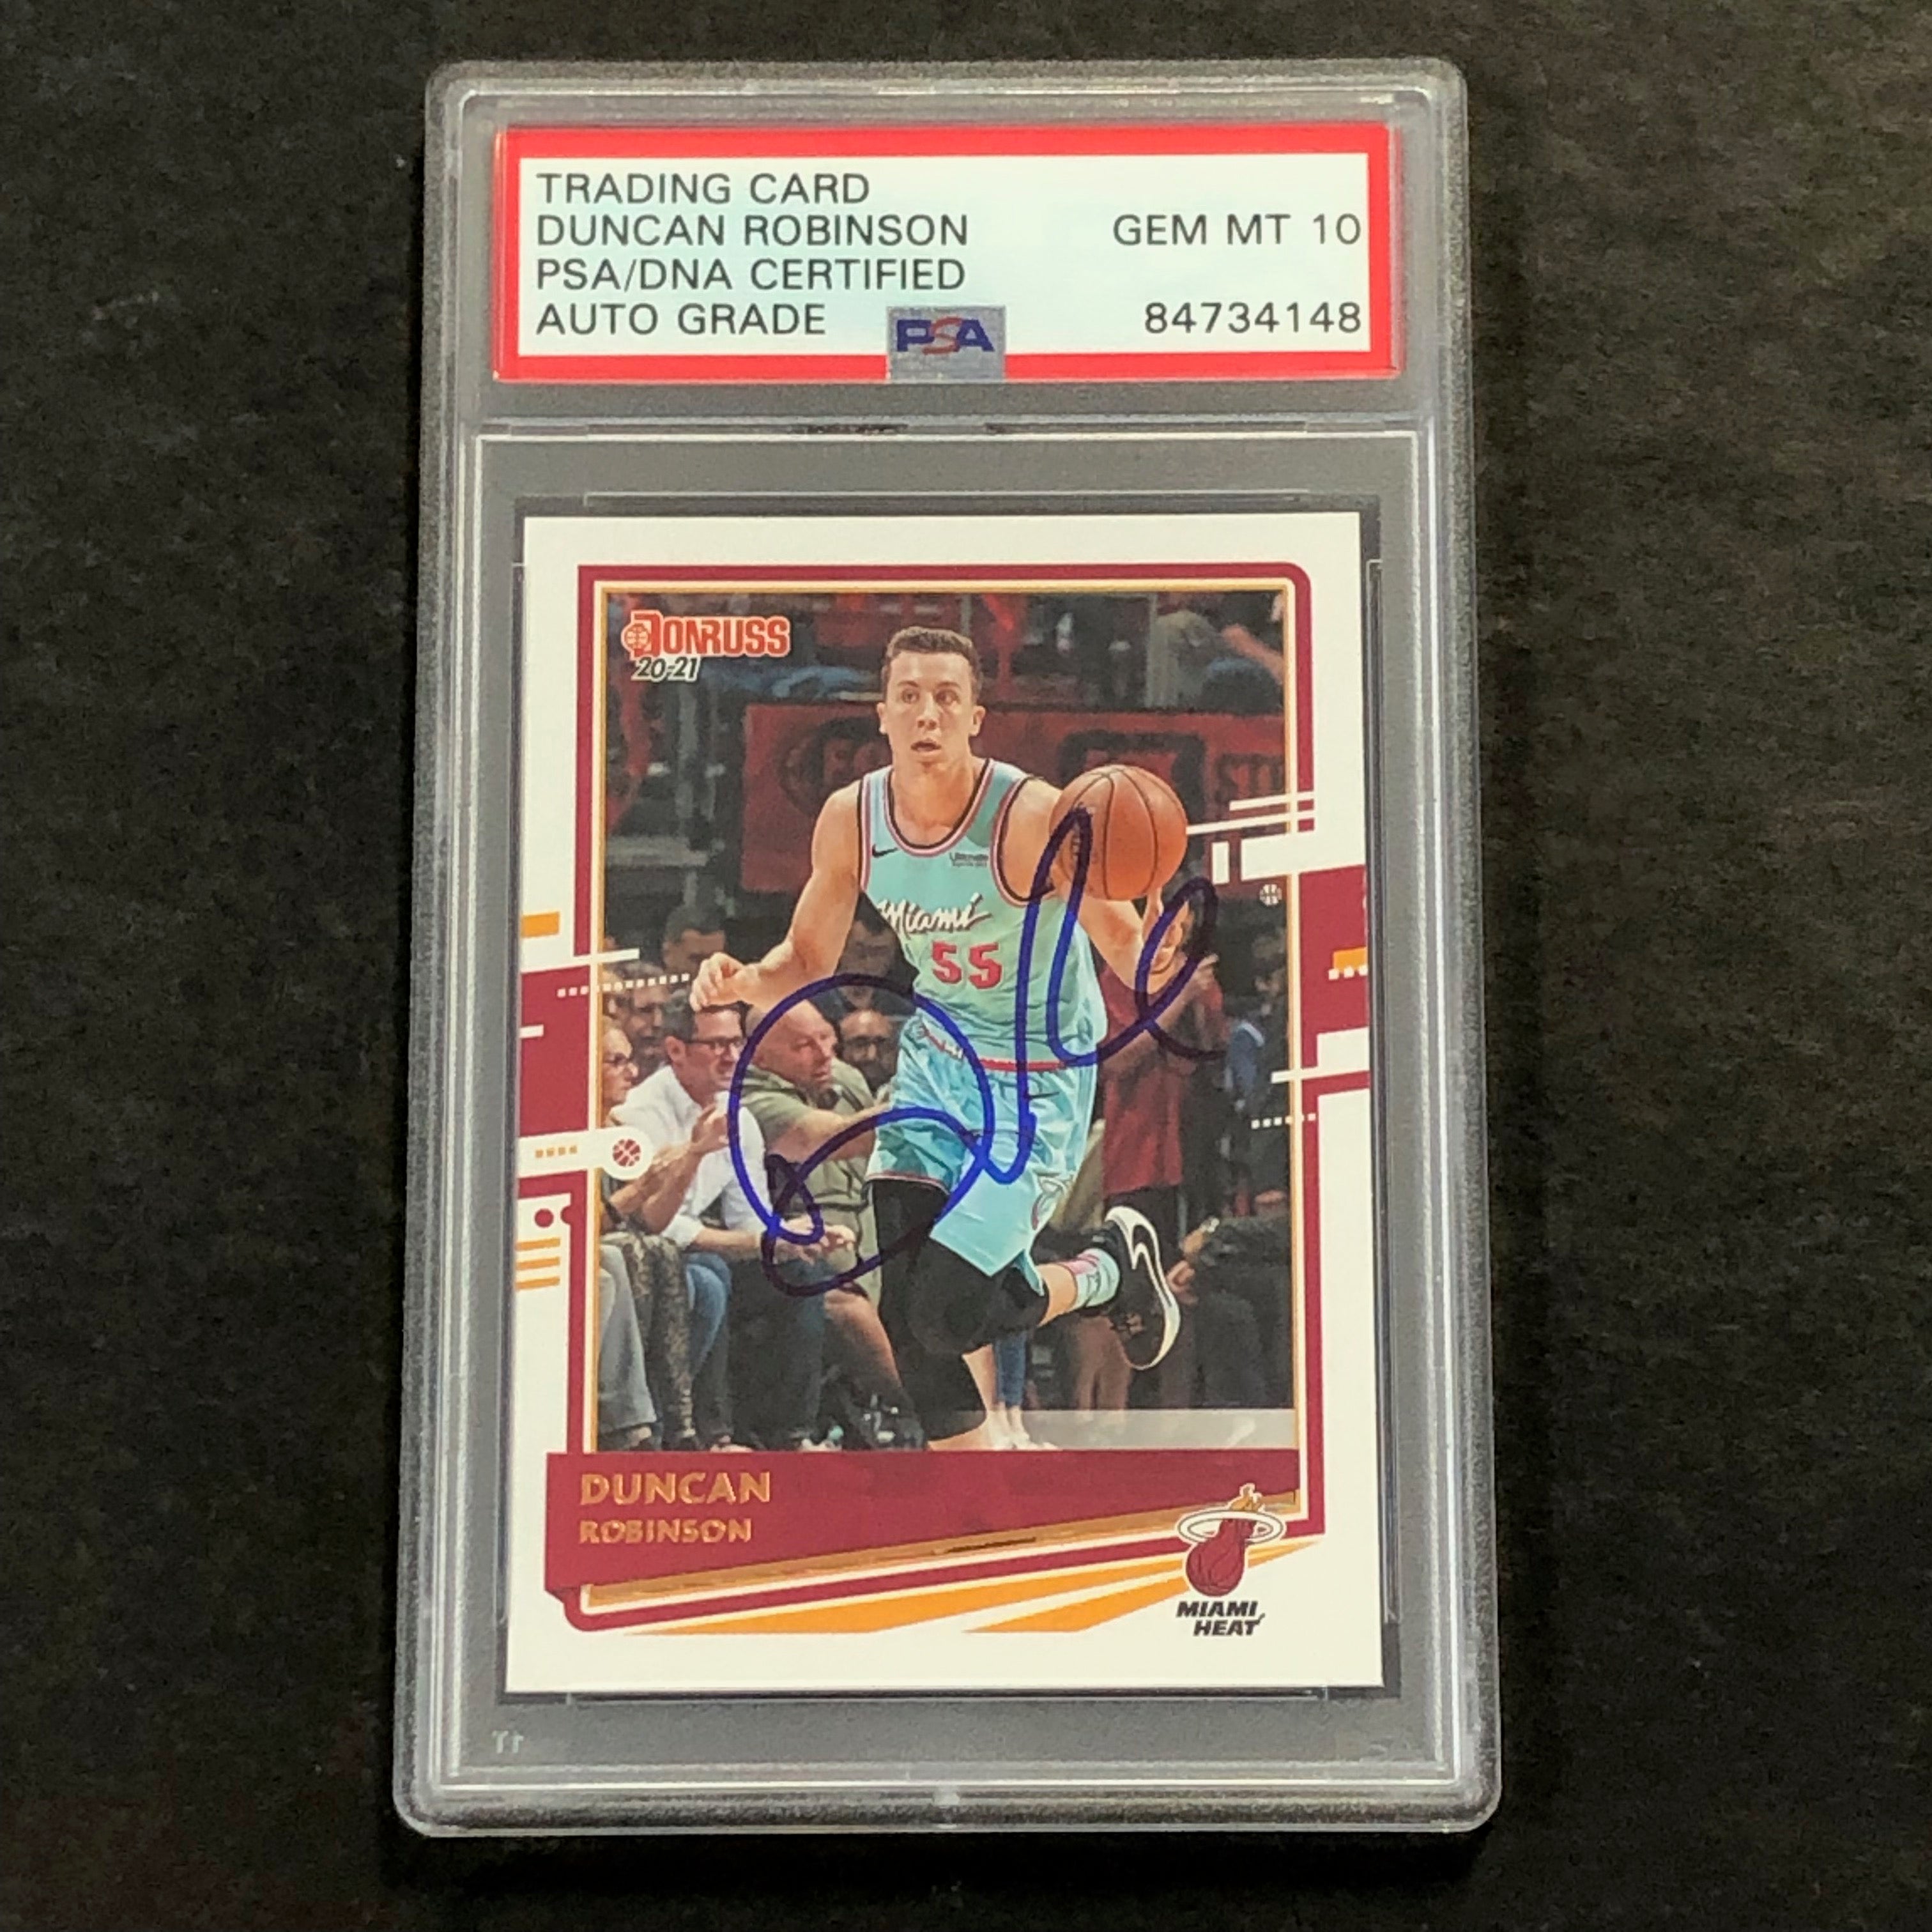 TRADING CARD
DUNCAN ROBINSON
GEM MT 10
PSA/DNA CERTIFIED
AUTO GRADE
PSA
84734148
DONRUSS
20-21
Miami
55
DUNCAN
ROBINSON
MIAMI
HEAT